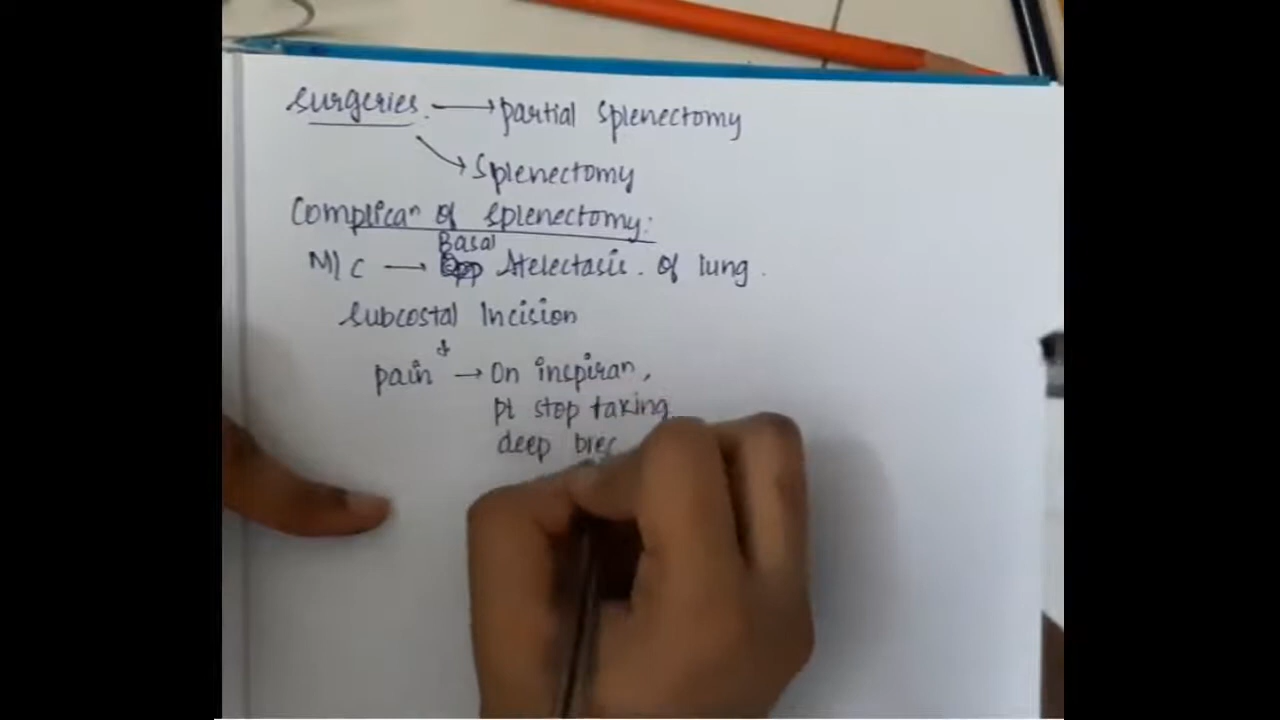 Surgeries. → partial splenectomy
→ Splenectomy
Complican of splenectomy:
Basal
M/c → Atelectasis. of lung.
Subcostal Incision
↓
pain → On inspiran,
pt stop taking
deep